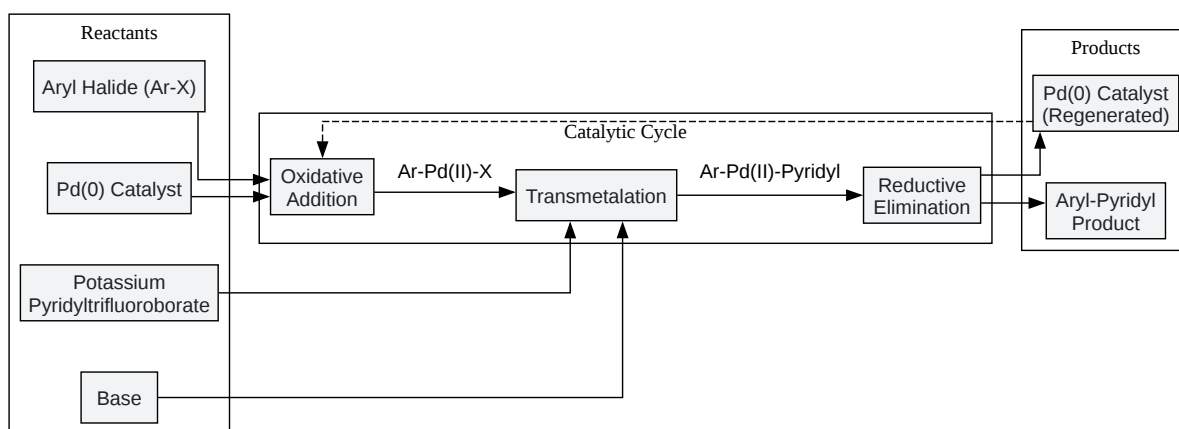 Reactants
Aryl Halide (Ar-X)
Pd(0) Catalyst
Potassium
Pyridyltrifluoroborate
Base
Catalytic Cycle
Oxidative
Addition
Ar-Pd(II)-X
Transmetalation
Ar-Pd(II)-Pyridyl
Reductive
Elimination
Products
Pd(0) Catalyst
(Regenerated)
Aryl-Pyridyl
Product